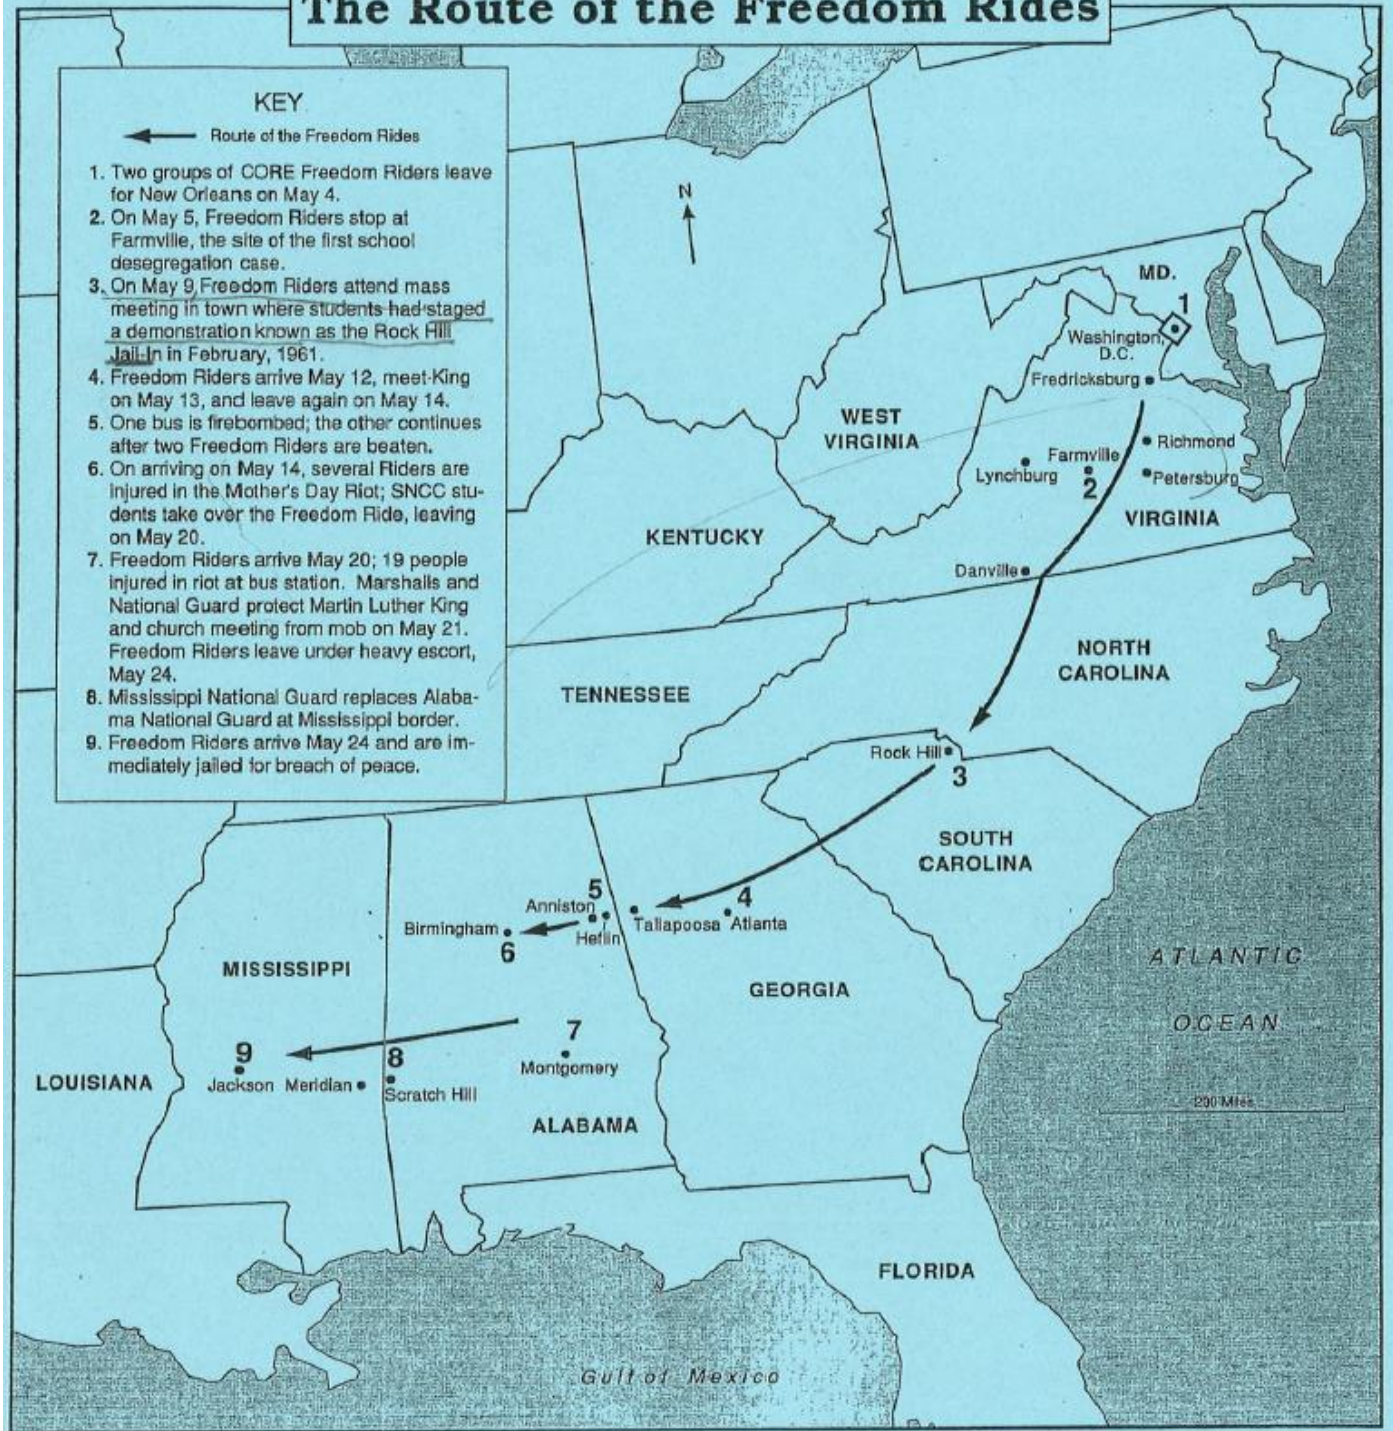 The Route of the Freedom Rides
KEY
Route of the Freedom Rides
1. Two groups of CORE Freedom Riders leave
for New Orleans on May 4.
2. On May 5, Freedom Riders stop at
Farmville, the site of the first school
desegregation case.
3. On May 9, Freedom Riders attend mass
meeting in town where students had staged
a demonstration known as the Rock Hill
Jail-In in February, 1961.
4. Freedom Riders arrive May 12, meet King
on May 13, and leave again on May 14.
5. One bus is firebombed; the other continues
after two Freedom Riders are beaten.
6. On arriving on May 14, several Riders are
injured in the Mother's Day Riot; SNCC stu-
dents take over the Freedom Ride, leaving
on May 20.
7. Freedom Riders arrive May 20; 19 people
injured in riot at bus station. Marshalls and
National Guard protect Martin Luther King
and church meeting from mob on May 21.
Freedom Riders leave under heavy escort,
May 24.
8. Mississippi National Guard replaces Alaba-
ma National Guard at Mississippi border.
9. Freedom Riders arrive May 24 and are im-
mediately jailed for breach of peace.
N
MD.
1
Washington,
D.C.
Fredricksburg
WEST
VIRGINIA
Richmond
Farmville
Lynchburg
2
Petersburg
VIRGINIA
KENTUCKY
Danville
NORTH
CAROLINA
TENNESSEE
Rock Hill
3
SOUTH
CAROLINA
5
4
Anniston
Heflin
Tallapoosa
Atlanta
Birmingham
6
MISSISSIPPI
GEORGIA
ATLANTIC
OCEAN
7
Montgomery
9
8
LOUISIANA
Jackson
Meridian
Scratch Hill
ALABAMA
200 Miles
FLORIDA
Gulf of Mexico